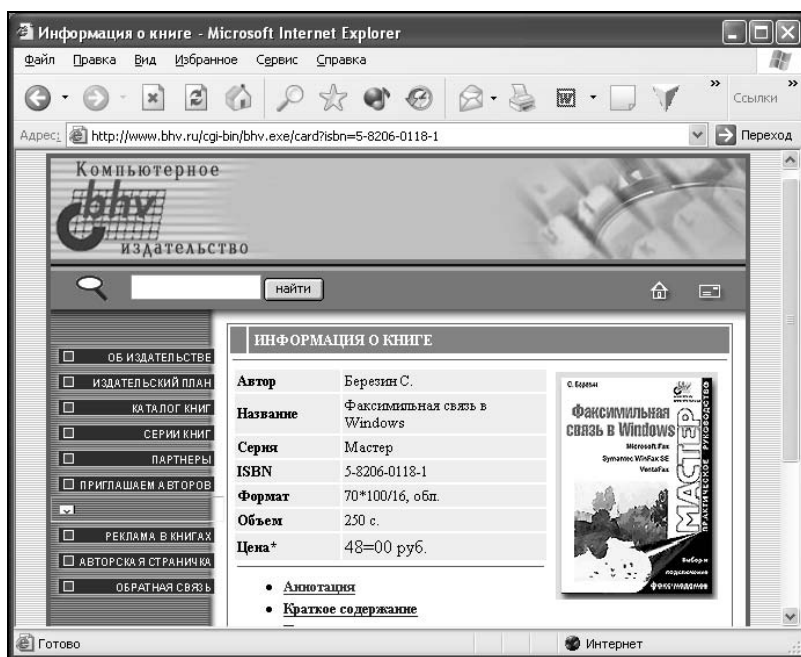 Информация о книге - Microsoft Internet Explorer
Файл Правка Вид Избранное Сервис Справка
Ссылки
Адрес: http://www.bhv.ru/cgi-bin/bhv.exe/card?isbn=5-8206-0118-1 Переход
Компьютерное
bhv
издательство
найти
ОБ ИЗДАТЕЛЬСТВЕ
ИЗДАТЕЛЬСКИЙ ПЛАН
КАТАЛОГ КНИГ
СЕРИИ КНИГ
ПАРТНЕРЫ
ПРИГЛАШАЕМ АВТОРОВ
РЕКЛАМА В КНИГАХ
АВТОРСКАЯ СТРАНИЧКА
ОБРАТНАЯ СВЯЗЬ
ИНФОРМАЦИЯ О КНИГЕ
Автор Березин С.
Название Факсимильная связь в
Windows
Серия Мастер
ISBN 5-8206-0118-1
Формат 70*100/16, обл.
Объем 250 с.
Цена* 48=00 руб.
• Аннотация
• Краткое содержание
С. Березин
Факсимильная
связь в Windows
Microsoft Fax
Symantec WinFax SE
VentaFax
МАСТЕР
ПРАКТИЧЕСКОЕ РУКОВОДСТВО
Выбор и
подключение
факс-модемов
Готово
Интернет